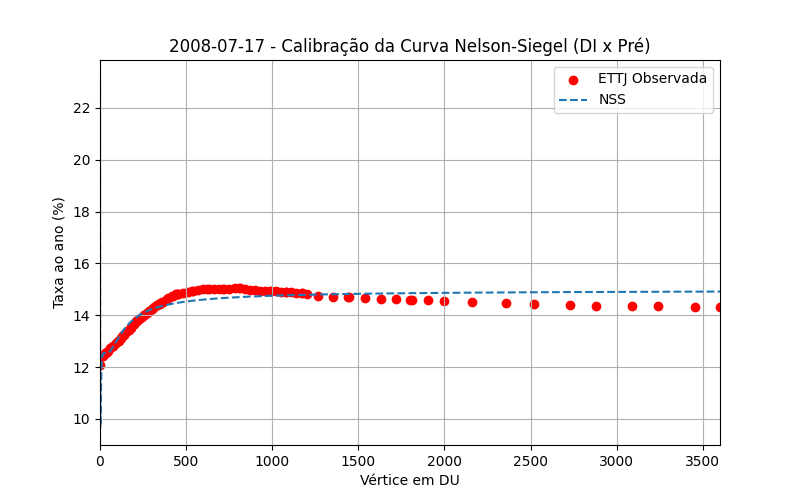 2008-07-17 - Calibração da Curva Nelson-Siegel (DI x Pré)
ETTJ Observada
NSS
Taxa ao ano (%)
22
20
18
16
14
12
10
0 500 1000 1500 2000 2500 3000 3500
Vértice em DU